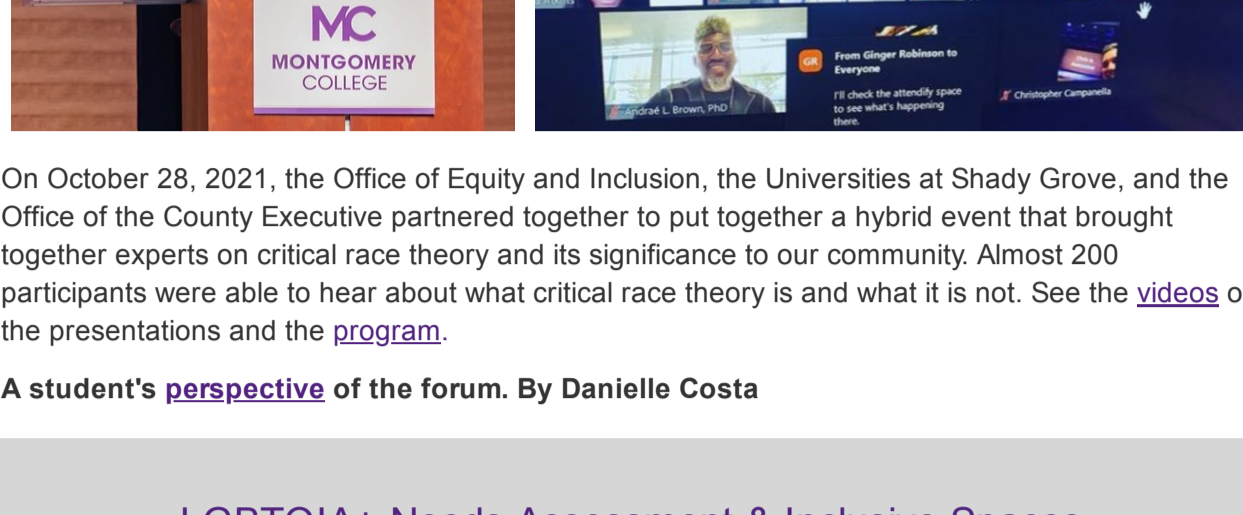 MC
MONTGOMERY
COLLEGE
GR
From Ginger Robinson to
Everyone
I'll check the attendify space
to see what's happening
there.
Andraé L. Brown, PhD
Christopher Campanella
On October 28, 2021, the Office of Equity and Inclusion, the Universities at Shady Grove, and the
Office of the County Executive partnered together to put together a hybrid event that brought
together experts on critical race theory and its significance to our community. Almost 200
participants were able to hear about what critical race theory is and what it is not. See the videos o
the presentations and the program.
A student's perspective of the forum. By Danielle Costa
LGBTQIA+ Needs Assessment & Inclusive Spaces